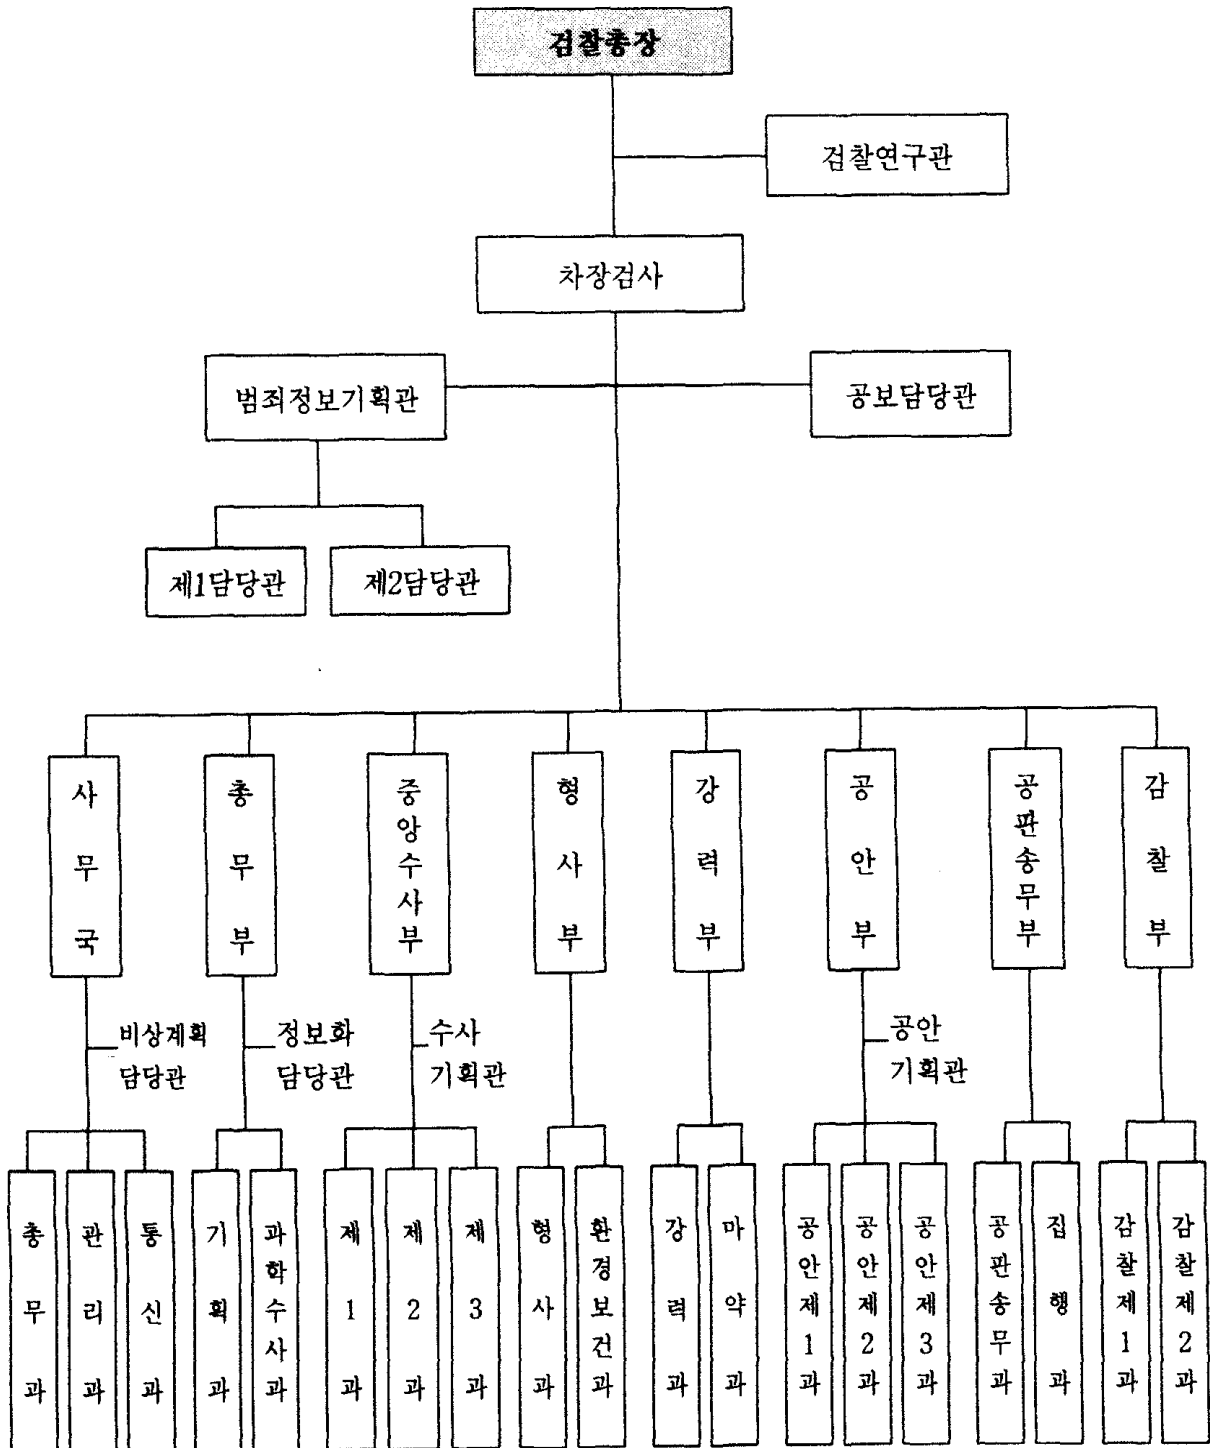 검찰총장
검찰연구관
차장검사
범죄정보기획관
공보담당관
제1담당관
제2담당관
사무국
총무부
중앙수사부
형사부
강력부
공안부
공판송무부
감찰부
비상계획
담당관
정보화
담당관
수사
기획관
공안
기획관
총무과
관리과
통신과
기획과
과학수사과
제1과
제2과
제3과
형사과
환경보건과
강력과
마약과
공안제1과
공안제2과
공안제3과
공판송무과
집행과
감찰제1과
감찰제2과